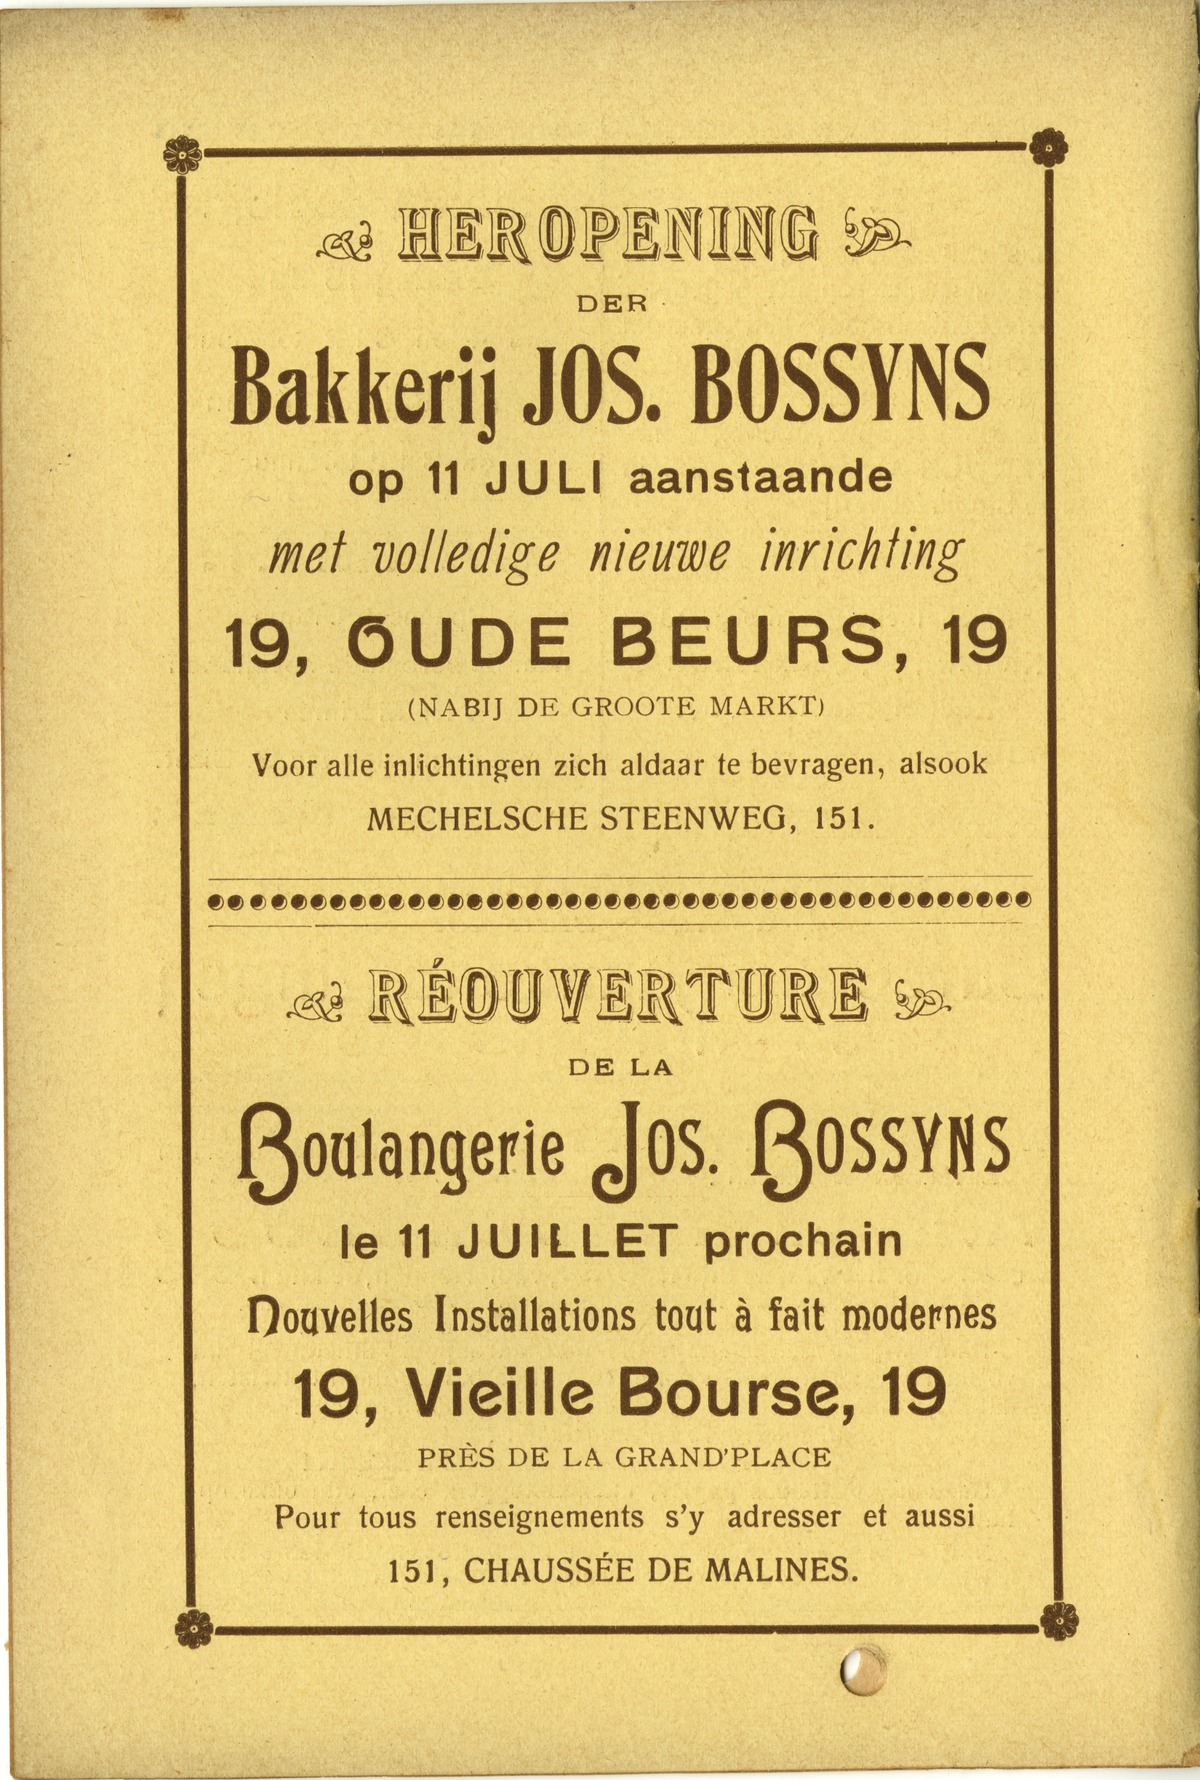 HEROPENING
DER
Bakkerij JOS. BOSSYNS
op 11 JULI aanstaande
met volledige nieuwe inrichting
19, OUDE BEURS, 19
(NABIJ DE GROOTE MARKT)
Voor alle inlichtingen zich aldaar te bevragen, alsook
MECHELSCHE STEENWEG, 151.
RÉOUVERTURE
DE LA
Boulangerie Jos. BOSSYNS
le 11 JUILLET prochain
Nouvelles Installations tout à fait modernes
19, Vieille Bourse, 19
PRÈS DE LA GRAND'PLACE
Pour tous renseignements s'y adresser et aussi
151, CHAUSSÉE DE MALINES.